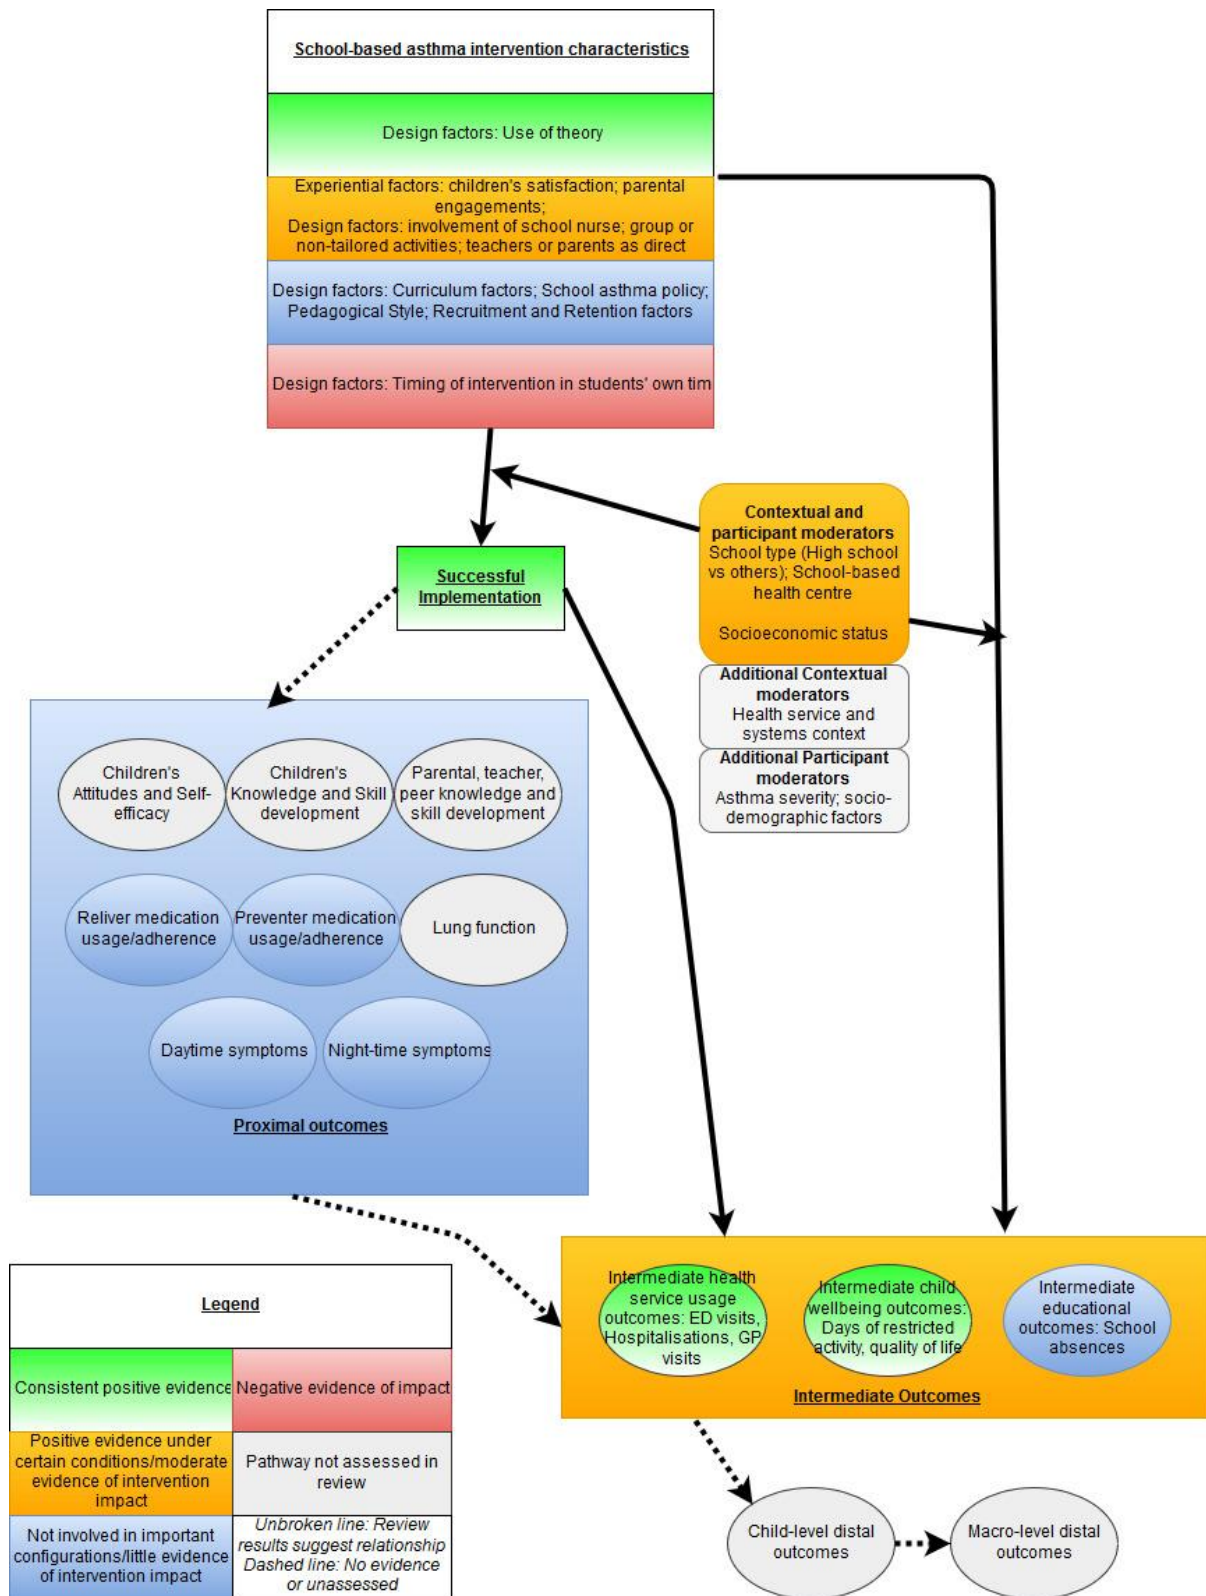 School-based asthma intervention characteristics
Design factors: Use of theory
Experiential factors: children's satisfaction; parental
engagements;
Design factors: involvement of school nurse; group or
non-tailored activities; teachers or parents as direct
Design factors: Curriculum factors; School asthma policy;
Pedagogical Style; Recruitment and Retention factors
Design factors: Timing of intervention in students' own tim
Contextual and
participant moderators
School type (High school
vs others); School-based
health centre
Socioeconomic status
Additional Contextual
moderators
Health service and
systems context
Additional Participant
moderators
Asthma severity; socio-
demographic factors
Successful
Implementation
Children's
Attitudes and Self-
efficacy
Children's
Knowledge and Skill
development
Parental, teacher,
peer knowledge and
skill development
Reliver medication
usage/adherence
Preventer medication
usage/adherence
Lung function
Daytime symptoms
Night-time symptoms
Proximal outcomes
Intermediate health
service usage
outcomes: ED visits,
Hospitalisations, GP
visits
Intermediate child
wellbeing outcomes:
Days of restricted
activity, quality of life
Intermediate
educational
outcomes: School
absences
Intermediate Outcomes
Child-level distal
outcomes
Macro-level distal
outcomes
Legend
Consistent positive evidence
Negative evidence of impact
Positive evidence under
certain conditions/moderate
evidence of intervention
impact
Pathway not assessed in
review
Not involved in important
configurations/little evidence
of intervention impact
Unbroken line: Review
results suggest relationship
Dashed line: No evidence
or unassessed